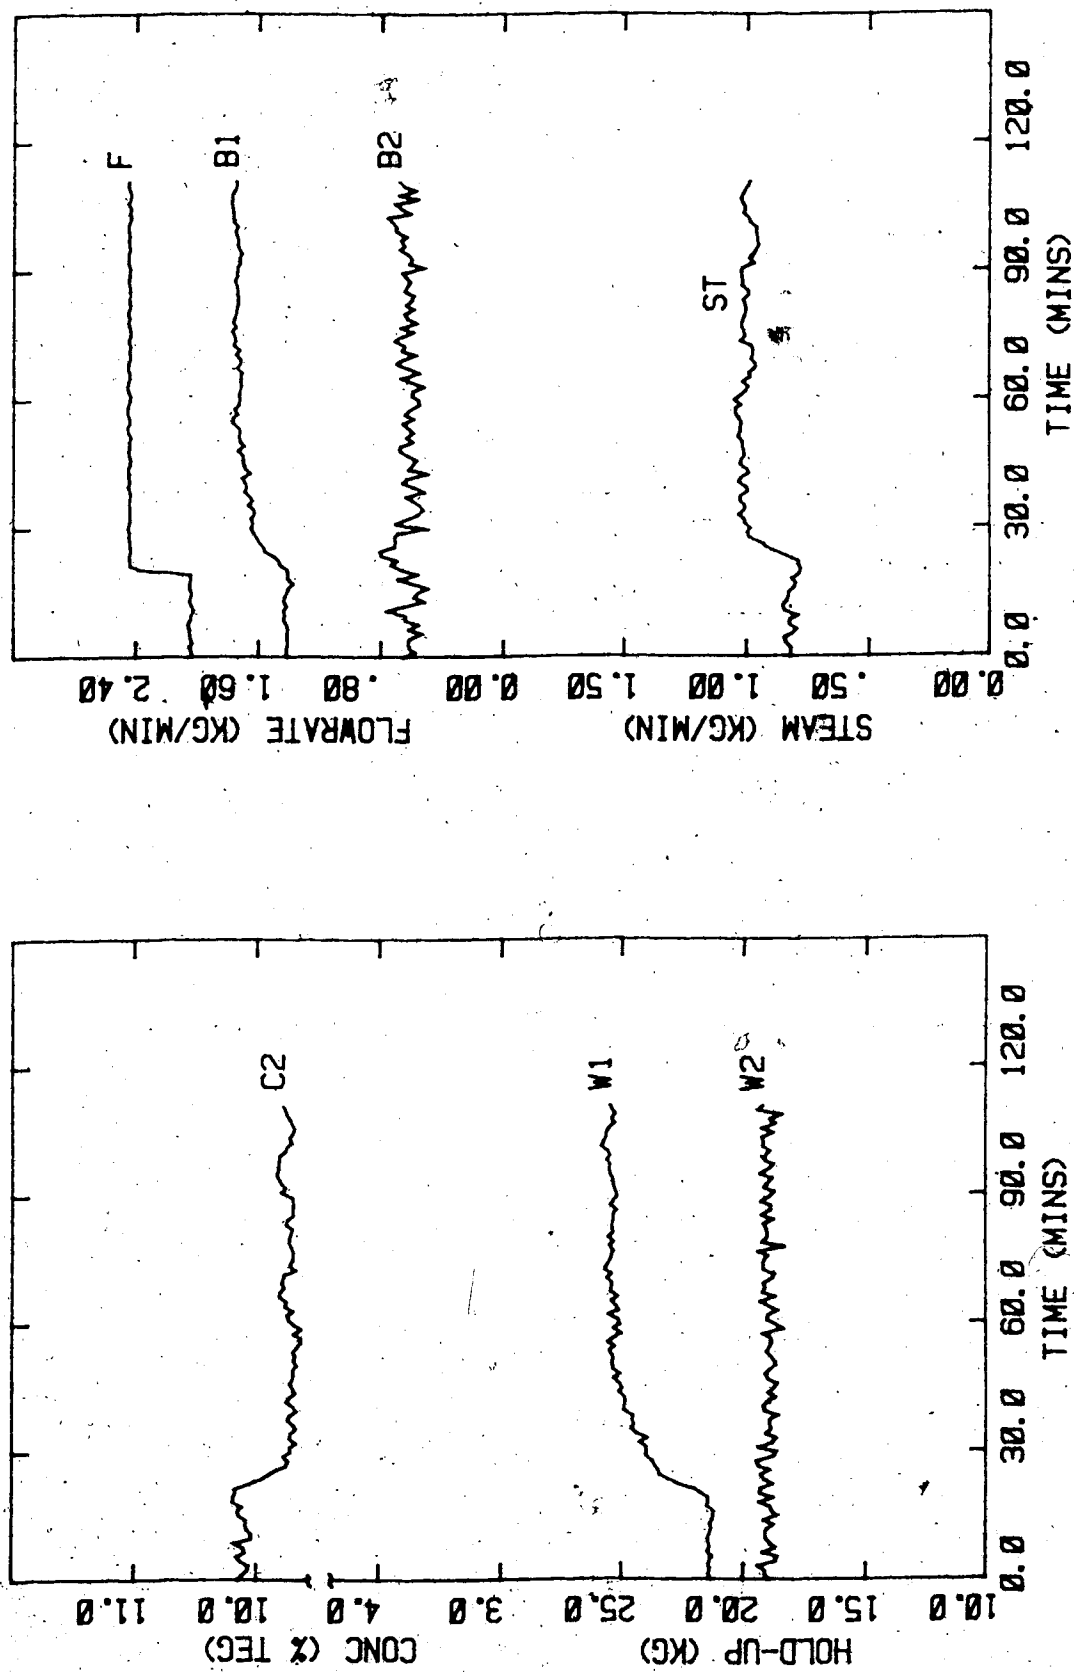 11.0
10.0
4.0
3.0
CONC (% TEG)
25.0
20.0
15.0
10.0
HOLD-UP (KG)
C2
W1
W2
0.0 30.0 60.0 90.0 120.0
TIME (MINS)
2.40
1.60
.80
0.00
FLOWRATE (KG/MIN)
0.00
1.50
1.00
.50
0.00
STEAM (KG/MIN)
F
B1
B2
ST
0.0 30.0 60.0 90.0 120.0
TIME (MINS)